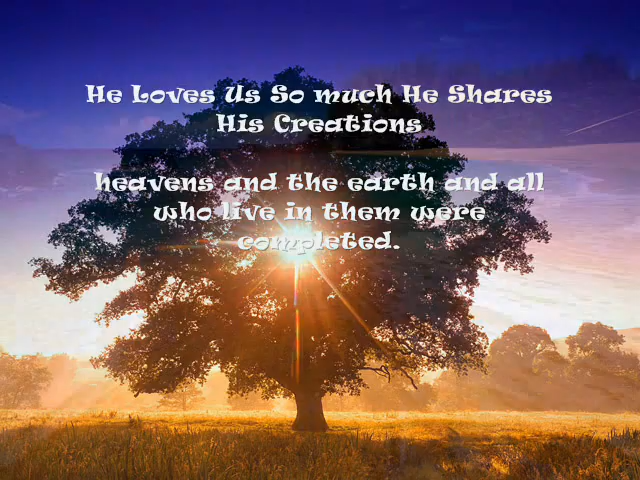 He Loves Us So much He Shares
His Creations
heavens and the earth and all
who live in them were
completed.